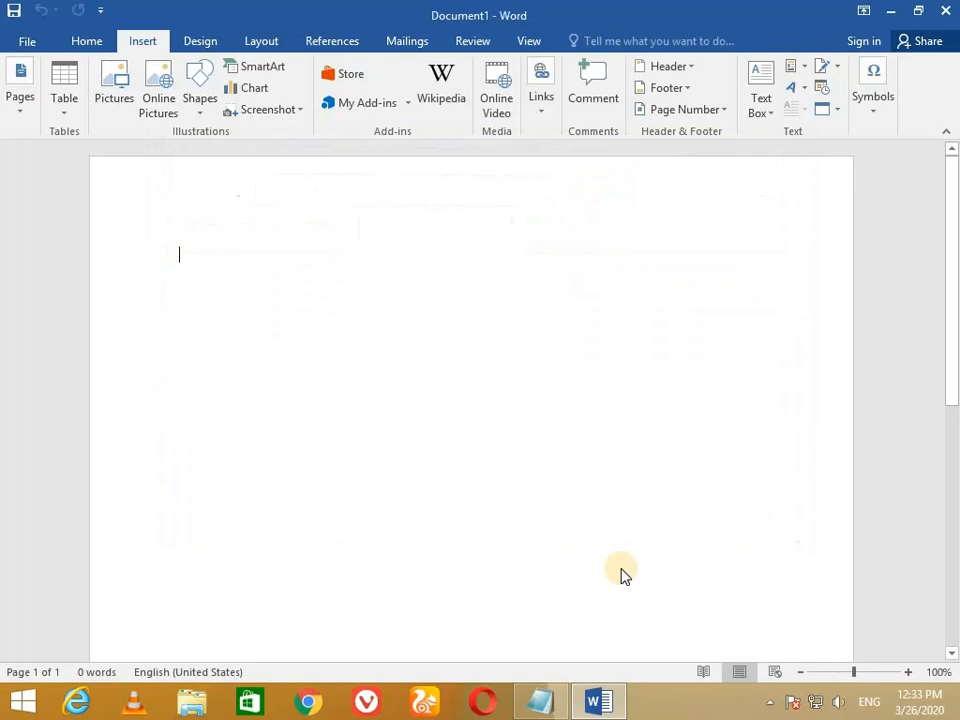 Document1 - Word
File Home Insert Design Layout References Mailings Review View Tell me what you want to do... Sign in Share
Pages
Table
Tables
Pictures
Online Pictures
Shapes
SmartArt
Chart
Screenshot
Illustrations
Store
My Add-ins
W
Wikipedia
Add-ins
Online Video
Media
Links
Comment
Comments
Header
Footer
Page Number
Header & Footer
Text Box
Text
Ω
Symbols
Page 1 of 1 0 words English (United States) 100%
ENG
12:33 PM
3/26/2020